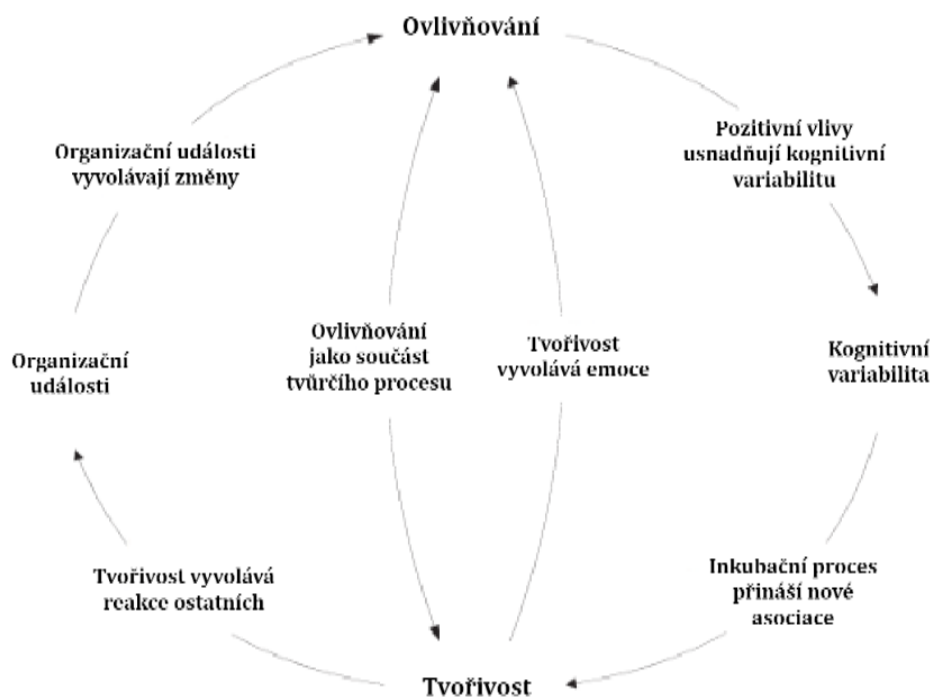 Ovlivňování
Organizační události
vyvolávají změny
Pozitivní vlivy
usnadňují kognitivní
variabilitu
Organizační
události
Ovlivňování
jako součást
tvůrčího procesu
Tvořivost
vyvolává emoce
Kognitivní
variabilita
Tvořivost vyvolává
reakce ostatních
Inkubační proces
přináší nové
asociace
Tvořivost